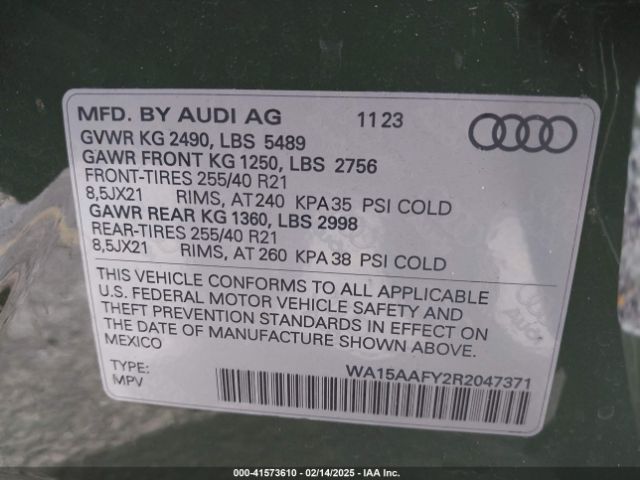 MFD. BY AUDI AG 11 23
GVWR KG 2490, LBS 5489
GAWR FRONT KG 1250, LBS 2756
FRONT-TIRES 255/40 R21
8,5JX21 RIMS, AT 240 KPA 35 PSI COLD
GAWR REAR KG 1360, LBS 2998
REAR-TIRES 255/40 R21
8,5JX21 RIMS, AT 260 KPA 38 PSI COLD
THIS VEHICLE CONFORMS TO ALL APPLICABLE
U.S. FEDERAL MOTOR VEHICLE SAFETY AND
THEFT PREVENTION STANDARDS IN EFFECT ON
THE DATE OF MANUFACTURE SHOWN ABOVE.
MEXICO
TYPE:
MPV WA15AAFY2R2047371
000-41573610 - 02/14/2025 - IAA Inc.